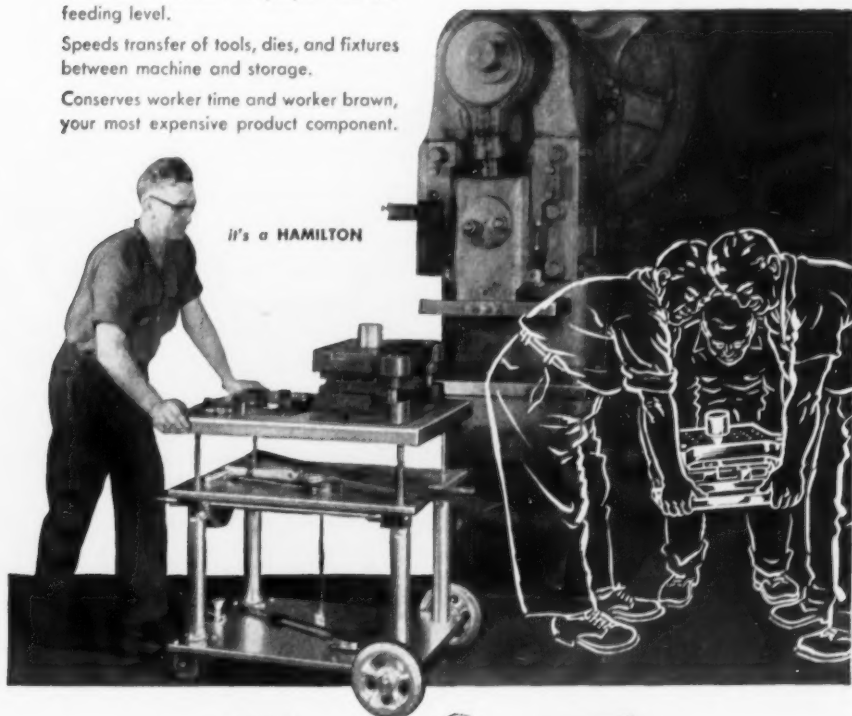 feeding level.
Speeds transfer of tools, dies, and fixtures
between machine and storage.
Conserves worker time and worker brawn,
your most expensive product component.
it's a HAMILTON